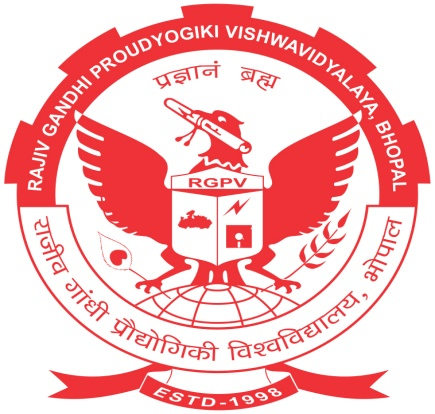 RAJIV GANDHI PROUDYOGIKI VISHWAVIDYALAYA, BHOPAL
प्रज्ञानं ब्रह्म
RGPV
राजीव गांधी प्रौद्योगिकी विश्वविद्यालय, भोपाल
ESTD-1998